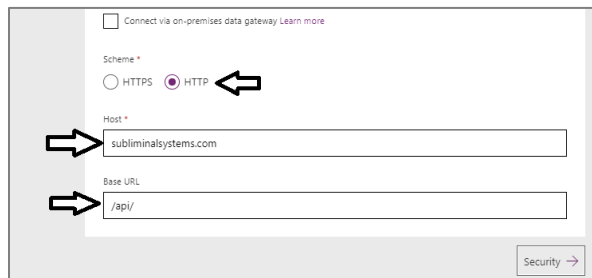 Connect via on-premises data gateway Learn more
Scheme *
HTTPS HTTP
Host *
subliminalsystems.com
Base URL
/api/
Security →